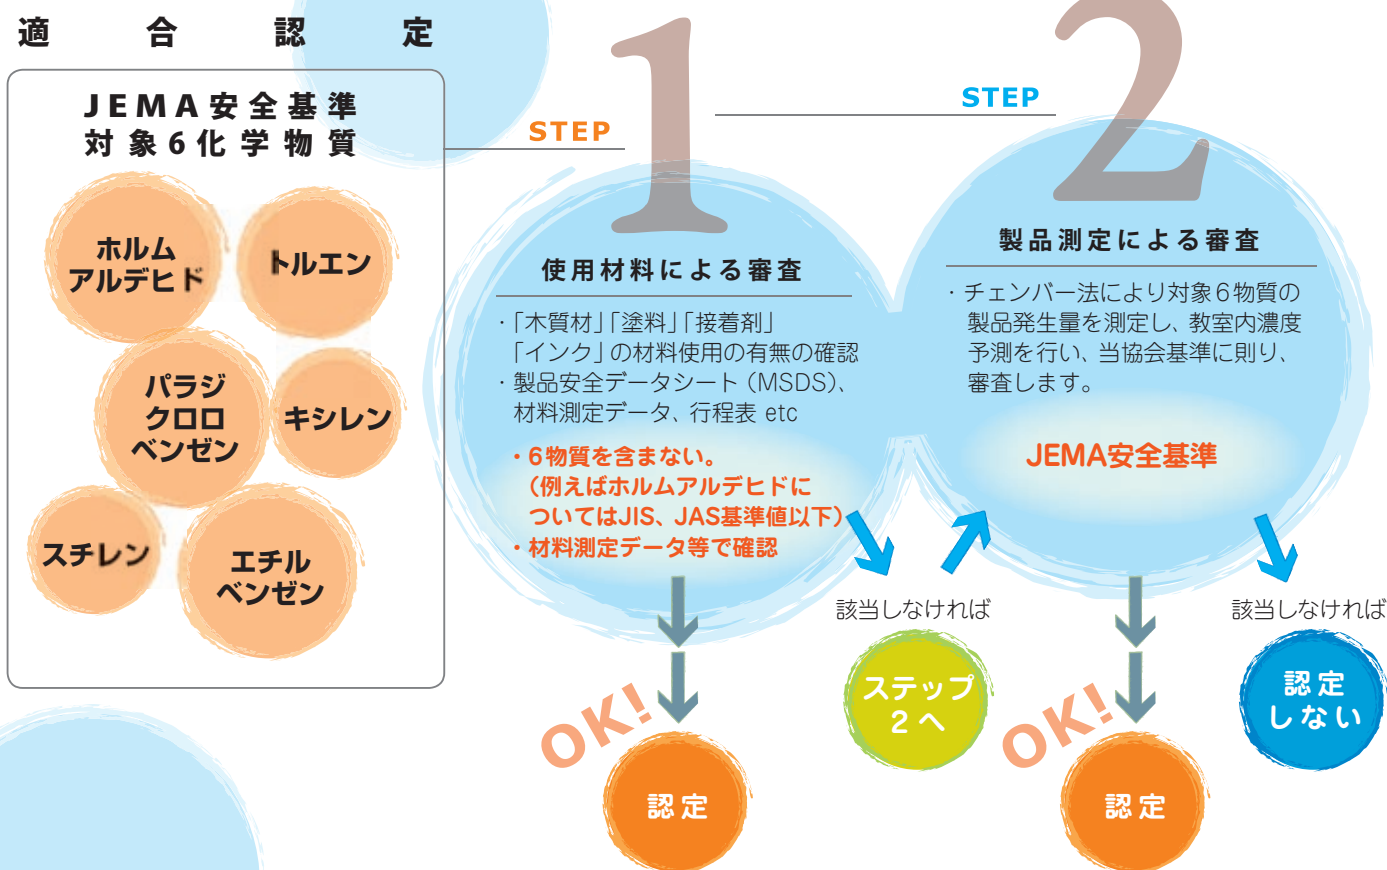 適合認定
JEMA安全基準
対象6化学物質
ホルム
アルデヒド
トルエン
パラジ
クロロ
ベンゼン
キシレン
スチレン
エチル
ベンゼン
STEP
1
使用材料による審査
・「木質材」「塗料」「接着剤」
「インク」の材料使用の有無の確認
・製品安全データシート（MSDS）、
材料測定データ、行程表 etc
・6物質を含まない。
（例えばホルムアルデヒドに
ついてはJIS、JAS基準値以下）
・材料測定データ等で確認
OK!
認定
該当しなければ
ステップ
2へ
STEP
2
製品測定による審査
・チェンバー法により対象6物質の
製品発生量を測定し、教室内濃度
予測を行い、当協会基準に則り、
審査します。
JEMA安全基準
OK!
認定
該当しなければ
認定
しない